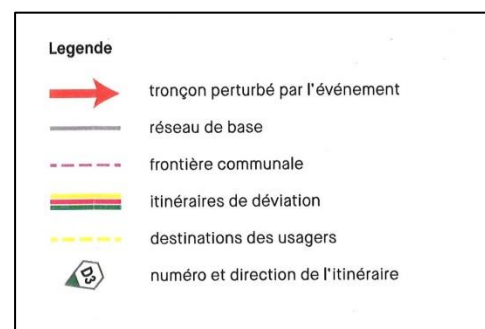 Legende
tronçon perturbé par l'événement
réseau de base
frontière communale
itinéraires de déviation
destinations des usagers
D3 numéro et direction de l'itinéraire